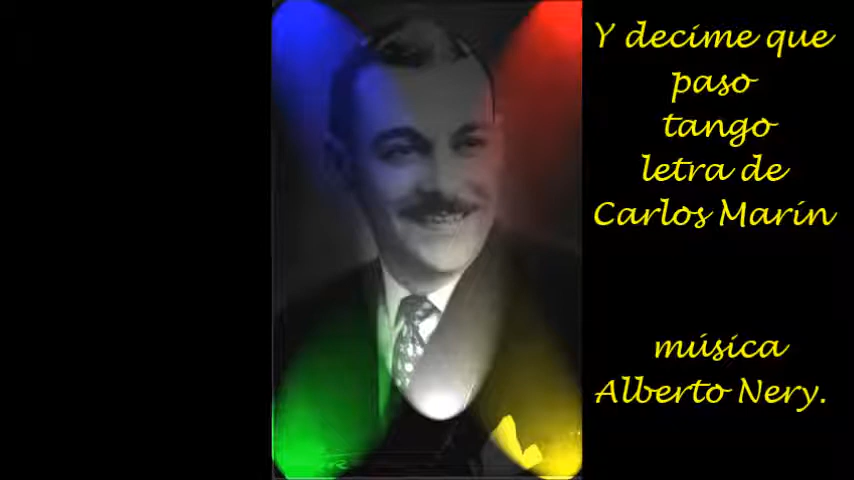 Y decime que
paso
tango
letra de
Carlos Marín
música
Alberto Nery.